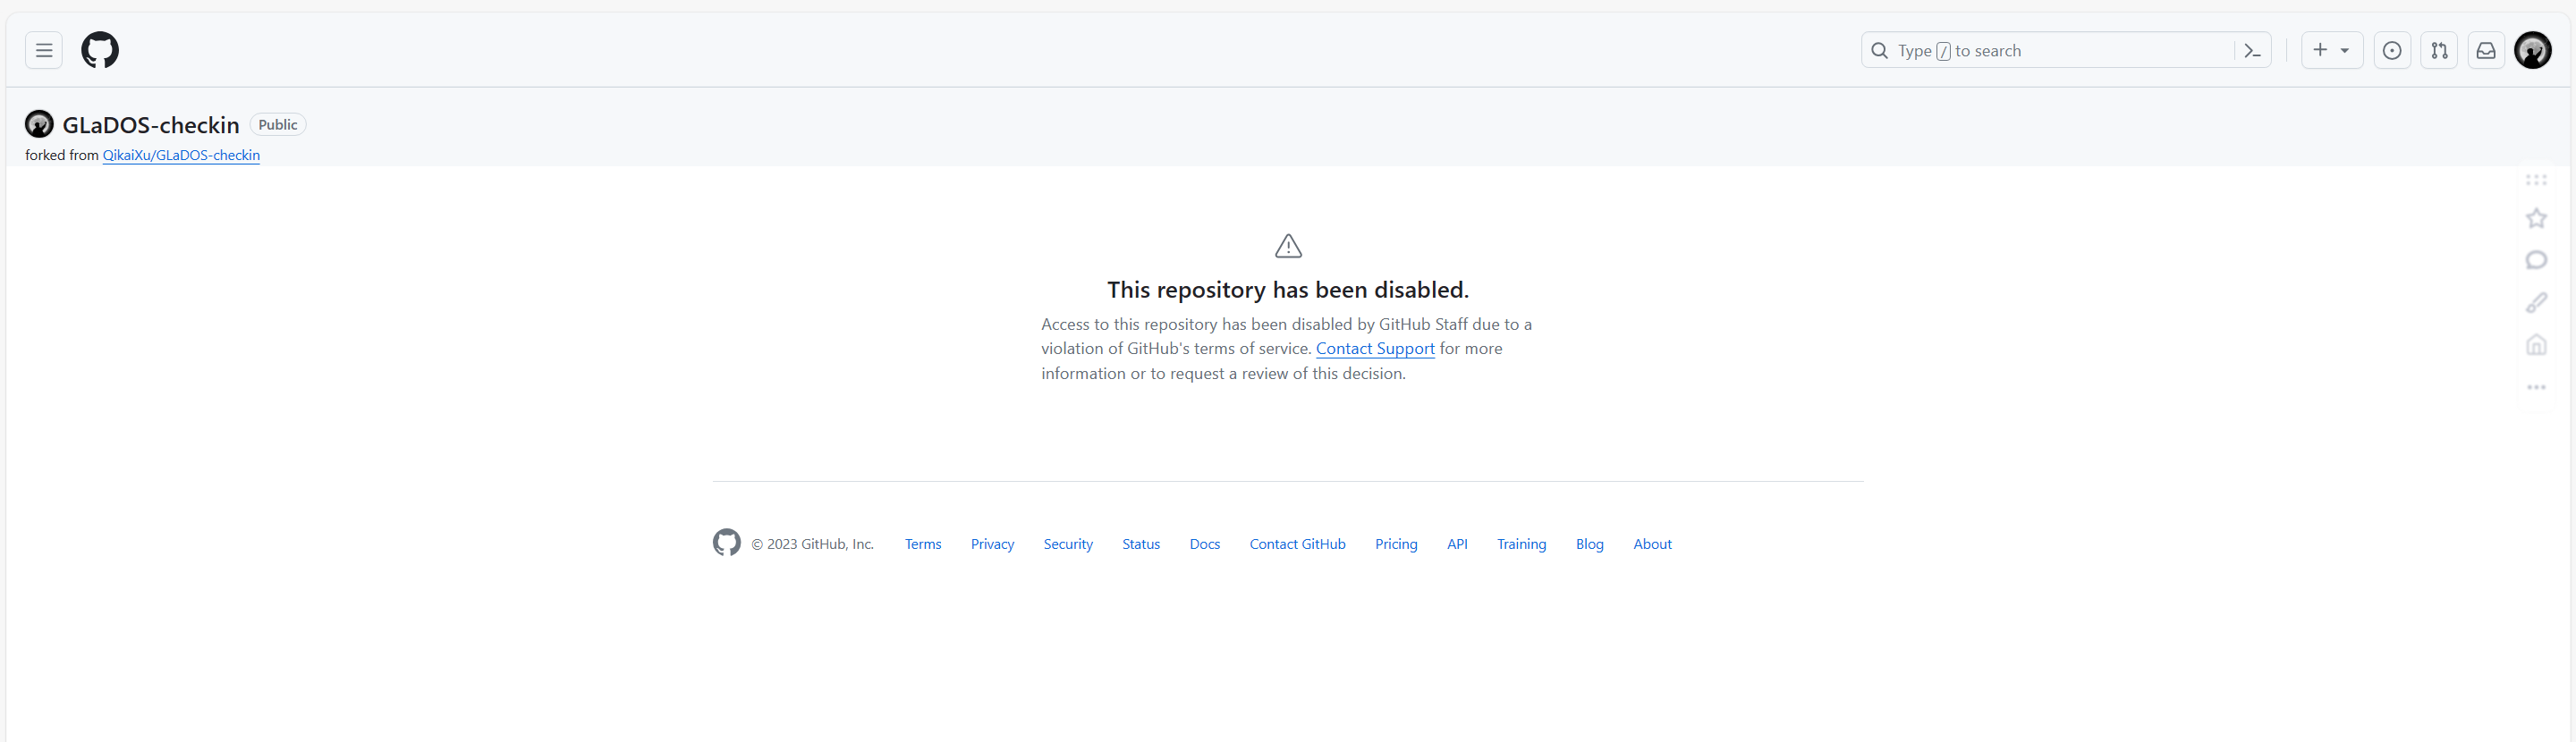 Type / to search
GLaDOS-checkin Public
forked from QikaiXu/GLaDOS-checkin
This repository has been disabled.
Access to this repository has been disabled by GitHub Staff due to a
violation of GitHub's terms of service. Contact Support for more
information or to request a review of this decision.
© 2023 GitHub, Inc. Terms Privacy Security Status Docs Contact GitHub Pricing API Training Blog About